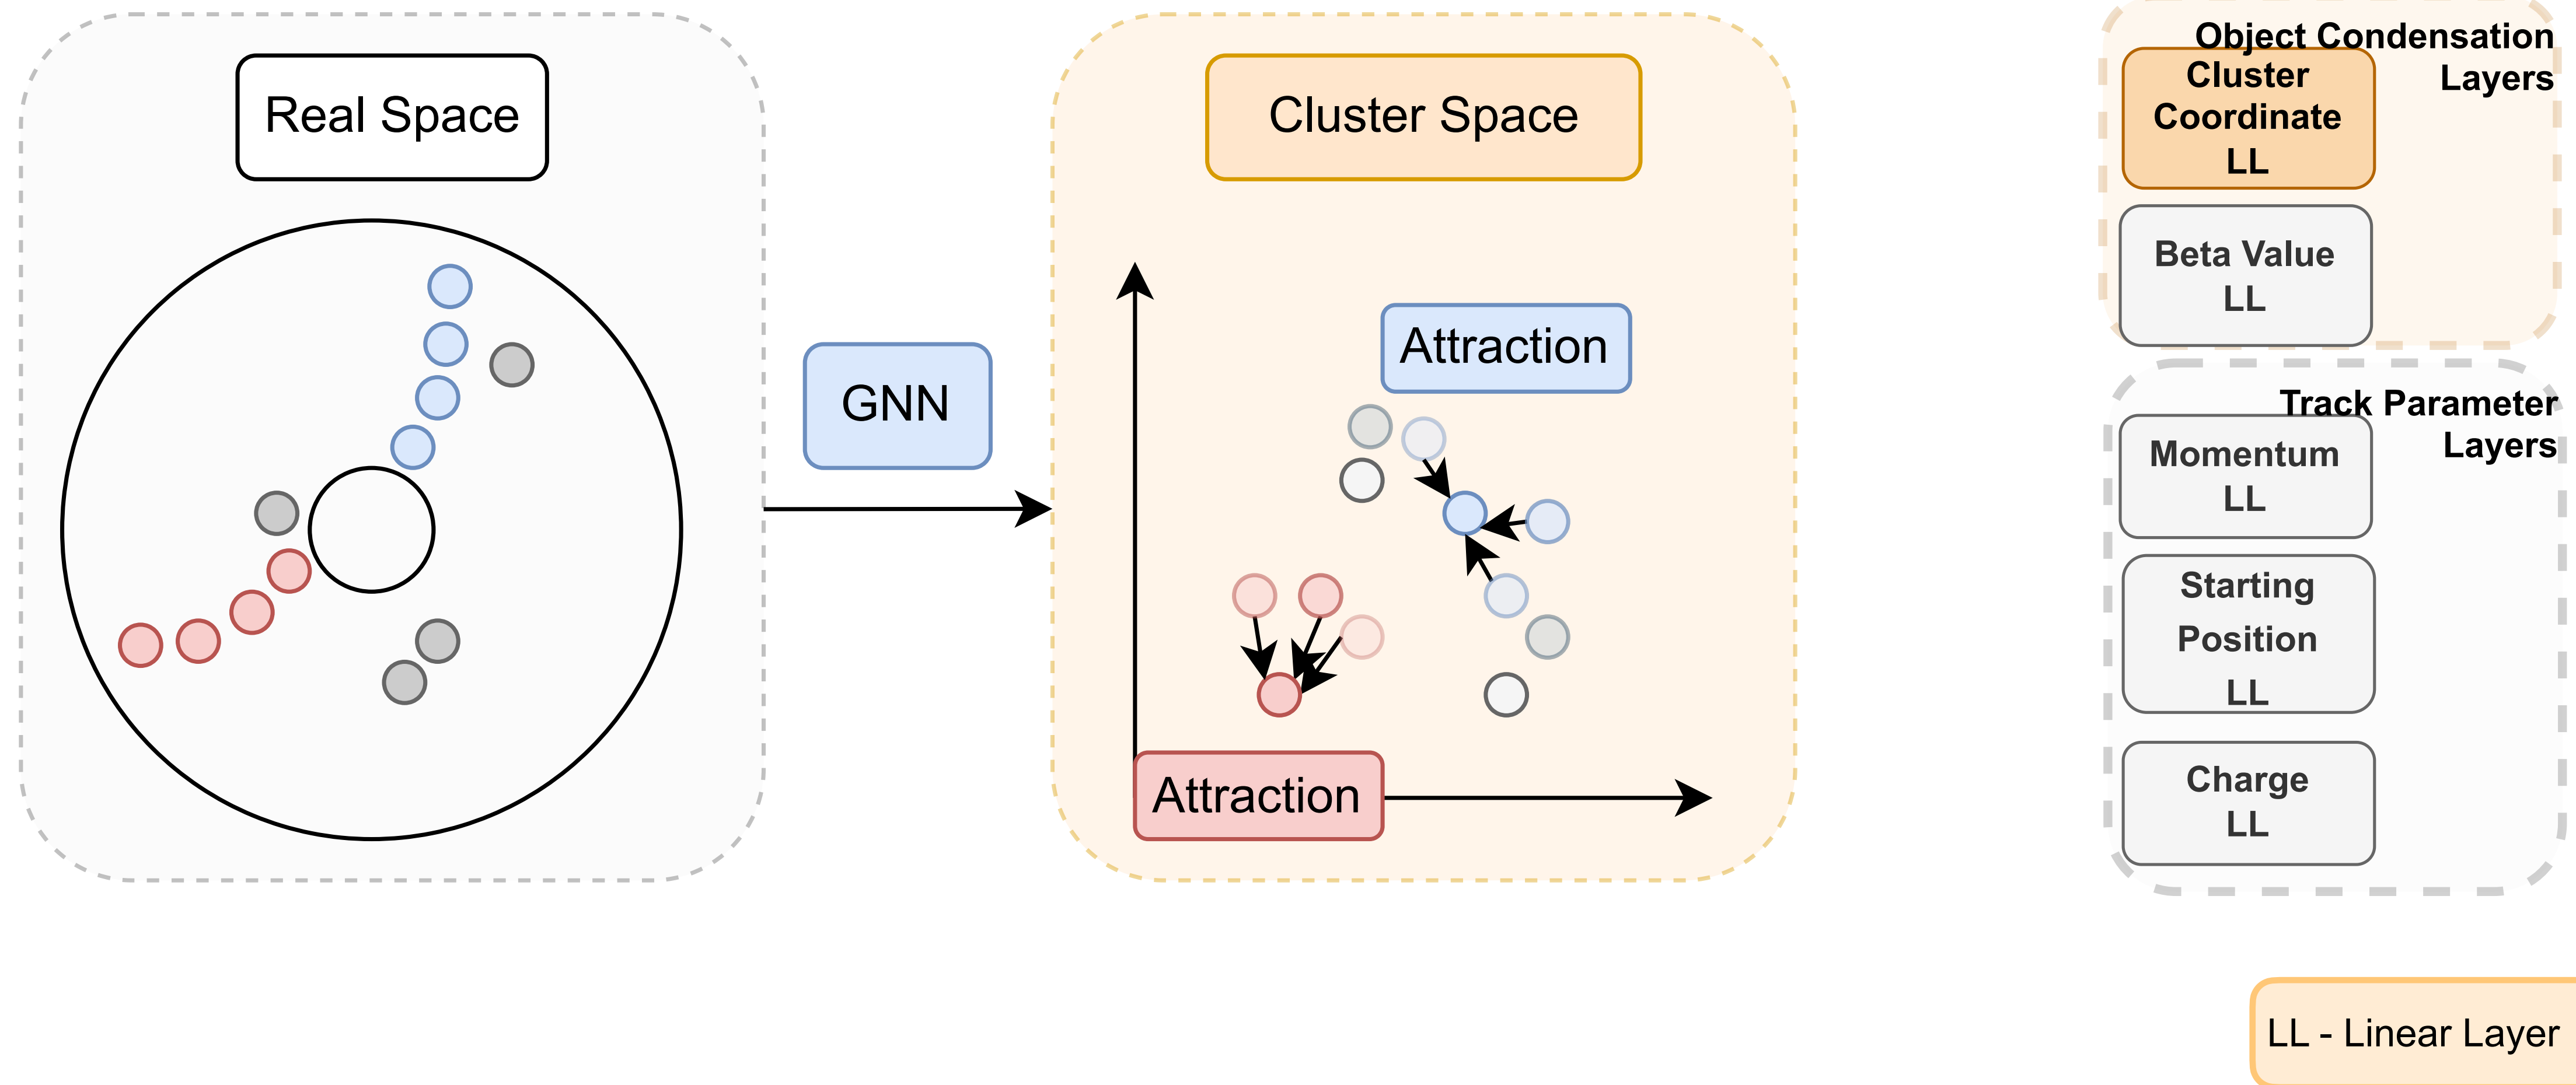 Real Space
GNN
Cluster Space
Attraction
Attraction
Object Condensation
Layers
Cluster
Coordinate
LL
Beta Value
LL
Track Parameter
Layers
Momentum
LL
Starting
Position
LL
Charge
LL
LL - Linear Layer